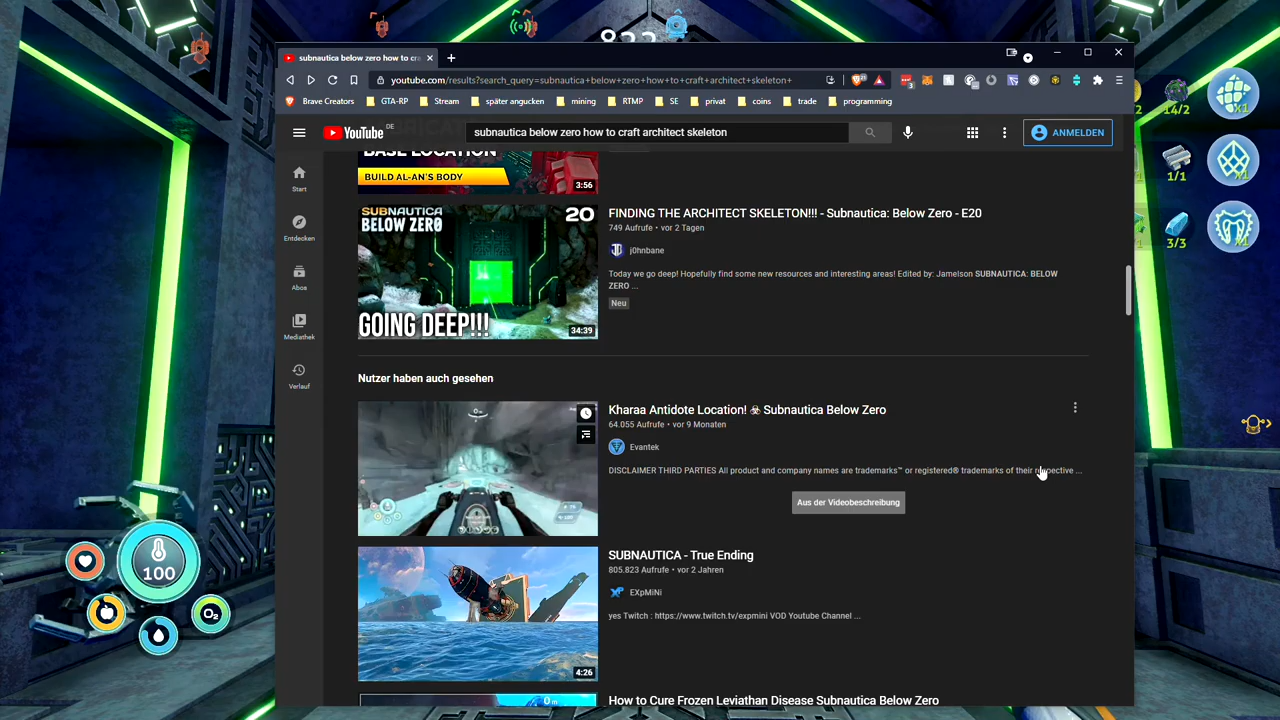 subnautica below zero how to cr
youtube.com/results?search_query=subnautica+below+zero+how+to+craft+architect+skeleton+
Brave Creators
GTA-RP
Stream
später angucken
mining
RTMP
SE
privat
coins
trade
programming
YouTube DE
subnautica below zero how to craft architect skeleton
ANMELDEN
Start
Entdecken
Abos
Mediathek
Verlauf
BASE LOCATION
BUILD AL-AN'S BODY
3:56
SUBNAUTICA
BELOW ZERO
20
GOING DEEP!!!
34:39
FINDING THE ARCHITECT SKELETON!!! - Subnautica: Below Zero - E20
749 Aufrufe • vor 2 Tagen
j0hnbane
Today we go deep! Hopefully find some new resources and interesting areas! Edited by: Jamelson SUBNAUTICA: BELOW
ZERO ...
Neu
Nutzer haben auch gesehen
Kharaa Antidote Location! ☣ Subnautica Below Zero
64.055 Aufrufe • vor 9 Monaten
Evantek
DISCLAIMER THIRD PARTIES All product and company names are trademarks™ or registered® trademarks of their respective ...
Aus der Videobeschreibung
SUBNAUTICA - True Ending
805.823 Aufrufe • vor 2 Jahren
EXpMiNi
yes Twitch : https://www.twitch.tv/expmini VOD Youtube Channel ...
4:26
How to Cure Frozen Leviathan Disease Subnautica Below Zero
100
O2
14/2
x1
1/1
x1
3/3
x1